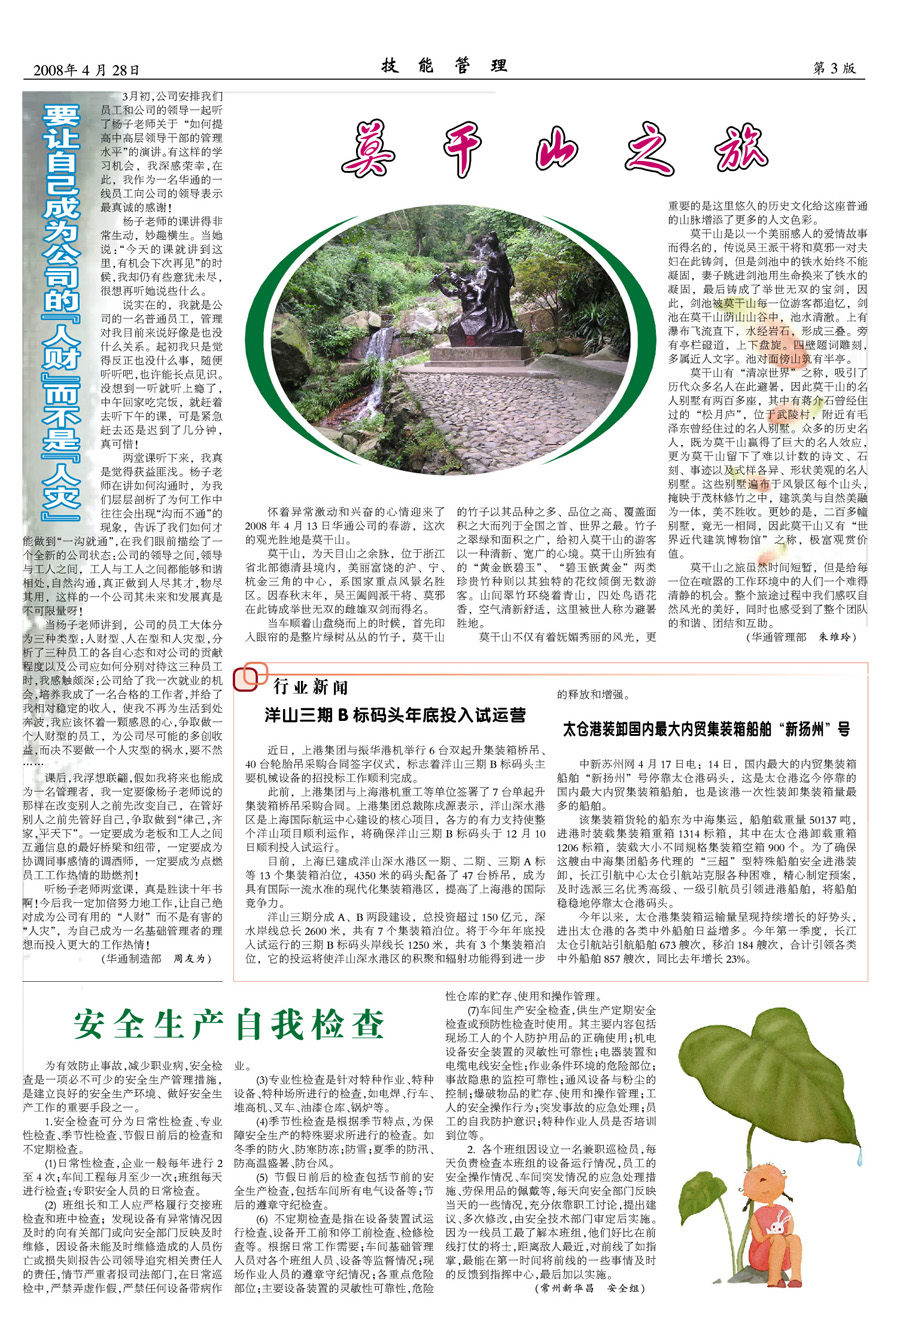 2008年 4 月 28日
技 能 管 理
第 3 版
要让自己成为公司的『人财』而不是『人灾』
3月初,公司安排我们
员工和公司的领导一起听
了杨子老师关于“如何提
高中高层领导干部的管理
水平”的演讲。有这样的学
习机会，我深感荣幸,在
此，我作为一名华通的一
线员工向公司的领导表示
最真诚的感谢!
杨子老师的课讲得非
常生动，妙趣横生。当她
说:“今天的课就讲到这
里,有机会下次再见”的时
候,我却仍有些意犹未尽，
很想再听她说些什么。
说实在的，我就是公
司的一名普通员工，管理
对我目前来说好像是也没
什么关系。起初我只是觉
得反正也没什么事，随便
听听吧,也许能长点见识。
没想到一听就听上瘾了，
中午回家吃完饭，就赶着
去听下午的课，可是紧急
赶去还是迟到了几分钟，
真可惜!
两堂课听下来，我真
是觉得获益匪浅。杨子老
师在讲如何沟通时，为我
们层层剖析了为何工作中
往往会出现“沟而不通”的
现象，告诉了我们如何才
能做到“一沟就通”,在我们眼前描绘了一
个全新的公司状态:公司的领导之间,领导
与工人之间，工人与工人之间都能够和谐
相处,自然沟通,真正做到人尽其才,物尽
其用，这样的一个公司其未来和发展真是
不可限量呀!
当杨子老师讲到，公司的员工大体分
为三种类型:人财型、人在型和人灾型,分
析了三种员工的各自心态和对公司的贡献
程度以及公司应如何分别对待这三种员工
时,我感触颇深:公司给了我一次就业的机
会,培养我成了一名合格的工作者,并给了
我相对稳定的收入，使我不再为生活到处
奔波,我应该怀着一颗感恩的心,争取做一
个人财型的员工，为公司尽可能的多创收
益,而决不要做一个人灾型的祸水,要不然
……
课后,我浮想联翩,假如我将来也能成
为一名管理者，我一定要像杨子老师说的
那样在改变别人之前先改变自己，在管好
别人之前先管好自己,争取做到“律己,齐
家,平天下”。一定要成为老板和工人之间
互通信息的最好桥梁和纽带，一定要成为
协调同事感情的调洒师，一定要成为点燃
员工工作热情的助燃剂!
听杨子老师两堂课，真是胜读十年书
啊!今后我一定加倍努力地工作,让自己绝
对成为公司有用的“人财”而不是有害的
“人灾”，为自己成为一名基础管理者的理
想而投入更大的工作热情!
(华通制造部 周友为)
莫 干 山 之 旅
怀着异常激动和兴奋的心情迎来了
2008 年 4 月 13 日华通公司的春游，这次
的观光胜地是莫干山。
莫干山，为天目山之余脉，位于浙江
省北部德清县境内，美丽富饶的沪、宁、
杭金三角的中心，系国家重点风景名胜
区。因春秋末年，吴王阖闾派干将、莫邪
在此铸成举世无双的雌雄双剑而得名。
当车顺着山盘绕而上的时候，首先印
入眼帘的是整片绿树丛丛的竹子，莫干山
的竹子以其品种之多、品位之高、覆盖面
积之大而列于全国之首、世界之最。竹子
之翠绿和面积之广，给初入莫干山的游客
以一种清新、宽广的心境。莫干山所独有
的“黄金嵌碧玉”、“碧玉嵌黄金”两类
珍贵竹种则以其独特的花纹倾倒无数游
客。山间翠竹环绕着青山，四处鸟语花
香，空气清新舒适，这里被世人称为避暑
胜地。
莫干山不仅有着妩媚秀丽的风光，更
重要的是这里悠久的历史文化给这座普通
的山脉增添了更多的人文色彩。
莫干山是以一个美丽感人的爱情故事
而得名的，传说吴王派干将和莫邪一对夫
妇在此铸剑，但是剑池中的铁水始终不能
凝固，妻子跳进剑池用生命换来了铁水的
凝固，最后铸成了举世无双的宝剑，因
此，剑池被莫干山每一位游客都追忆，剑
池在莫干山荫山山谷中，池水清澈。上有
瀑布飞流直下，水经岩石，形成三叠。旁
有亭栏磴道，上下盘旋。四壁题词雕刻，
多属近人文字。池对面傍山筑有半亭。
莫干山有“清凉世界”之称，吸引了
历代众多名人在此避暑，因此莫干山的名
人别墅有两百多座，其中有蒋介石曾经住
过的“松月庐”，位于武陵村，附近有毛
泽东曾经住过的名人别墅。众多的历史名
人，既为莫干山赢得了巨大的名人效应，
更为莫干山留下了难以计数的诗文、石
刻、事迹以及式样各异、形状美观的名人
别墅。这些别墅遍布于风景区每个山头，
掩映于茂林修竹之中，建筑美与自然美融
为一体，美不胜收。更妙的是，二百多幢
别墅，竟无一相同，因此莫干山又有“世
界近代建筑博物馆”之称，极富观赏价
值。
莫干山之旅虽然时间短暂，但是给每
一位在喧嚣的工作环境中的人们一个难得
清静的机会。整个旅途过程中我们感叹自
然风光的美好，同时也感受到了整个团队
的和谐、团结和互助。
(华通管理部 朱维玲)
行业新闻
洋山三期 B 标码头年底投入试运营
近日，上港集团与振华港机举行 6 台双起升集装箱桥吊、
40 台轮胎吊采购合同签字仪式，标志着洋山三期 B 标码头主
要机械设备的招投标工作顺利完成。
此前，上港集团与上海港机重工等单位签署了 7 台单起升
集装箱桥吊采购合同。上港集团总裁陈戌源表示，洋山深水港
区是上海国际航运中心建设的核心项目，各方的有力支持使整
个洋山项目顺利运作，将确保洋山三期 B 标码头于 12 月 10
日顺利投入试运行。
目前，上海已建成洋山深水港区一期、二期、三期 A 标
等 13 个集装箱泊位，4350 米的码头配备了 47 台桥吊，成为
具有国际一流水准的现代化集装箱港区，提高了上海港的国际
竞争力。
洋山三期分成 A、B 两段建设，总投资超过 150 亿元，深
水岸线总长 2600 米，共有 7 个集装箱泊位。将于今年年底投
入试运行的三期 B 标码头岸线长 1250 米，共有 3 个集装箱泊
位，它的投运将使洋山深水港区的积聚和辐射功能得到进一步
的释放和增强。
太仓港装卸国内最大内贸集装箱船舶“新扬州”号
中新苏州网 4 月 17 日电：14 日，国内最大的内贸集装箱
船舶“新扬州”号停靠太仓港码头，这是太仓港迄今停靠的
国内最大内贸集装箱船舶，也是该港一次性装卸集装箱量最
多的船舶。
该集装箱货轮的船东为中海集运，船舶载重量 50137 吨，
进港时装载集装箱重箱 1314 标箱，其中在太仓港卸载重箱
1206 标箱，装载大小不同规格集装箱空箱 900 个。为了确保
这艘由中海集团船务代理的“三超”型特殊船舶安全进港装
卸，长江引航中心太仓引航站克服各种困难，精心制定预案，
及时选派三名优秀高级、一级引航员引领进港船舶，将船舶
稳稳地停靠太仓港码头。
今年以来，太仓港集装箱运输量呈现持续增长的好势头，
进出太仓港的各类中外船舶日益增多。今年第一季度，长江
太仓引航站引航船舶 673 艘次，移泊 184 艘次，合计引领各类
中外船舶 857 艘次，同比去年增长 23%。
安全生产自我检查
为有效防止事故,减少职业病,安全检
查是一项必不可少的安全生产管理措施，
是建立良好的安全生产环境、做好安全生
产工作的重要手段之一。
1.安全检查可分为日常性检查、专业
性检查、季节性检查、节假日前后的检查和
不定期检查。
(1)日常性检查,企业一般每年进行 2
至 4 次;车间工程每月至少一次;班组每天
进行检查;专职安全人员的日常检查。
(2) 班组长和工人应严格履行交接班
检查和班中检查；发现设备有异常情况因
及时的向有关部门或向安全部门反映及时
维修，因设备未能及时维修造成的人员伤
亡或损失则报告公司领导追究相关责任人
的责任,情节严重者报司法部门,在日常巡
检中,严禁弄虚作假,严禁任何设备带病作
业。
(3)专业性检查是针对特种作业、特种
设备、特种场所进行的检查,如电焊、行车、
堆高机、叉车、油漆仓库、锅炉等。
(4)季节性检查是根据季节特点,为保
障安全生产的特殊要求所进行的检查。如
冬季的防火、防寒防冻;防雪;夏季的防汛、
防高温盛暑、防台风。
(5) 节假日前后的检查包括节前的安
全生产检查,包括车间所有电气设备等;节
后的遵章守纪检查。
(6) 不定期检查是指在设备装置试运
行检查、设备开工前和停工前检查、检修检
查等。根据日常工作需要;车间基础管理
人员对各个班组人员、设备等监督情况;现
场作业人员的遵章守纪情况;各重点危险
部位;主要设备装置的灵敏性可靠性,危险
性仓库的贮存、使用和操作管理。
(7)车间生产安全检查,供生产定期安全
检查或预防性检查时使用。其主要内容包括
现场工人的个人防护用品的正确使用;机电
设备安全装置的灵敏性可靠性;电器装置和
电缆电线安全性;作业条件环境的危险部位;
事故隐患的监控可靠性;通风设备与粉尘的
控制;爆破物品的贮存、使用和操作管理;工
人的安全操作行为;突发事故的应急处理;员
工的自我防护意识;特种作业人员是否培训
到位等。
2. 各个班组因设立一名兼职巡检员,每
天负责检查本班组的设备运行情况,员工的
安全操作情况、车间突发情况的应急处理措
施、劳保用品的佩戴等,每天向安全部门反映
当天的一些情况,充分依靠职工讨论,提出建
议、多次修改,由安全技术部门审定后实施。
因为一线员工最了解本班组,他们好比在前
线打仗的将士,距离敌人最近,对前线了如指
掌,最能在第一时间将前线的一些事情及时
的反馈到指挥中心,最后加以实施。
(常州新华昌 安全组)